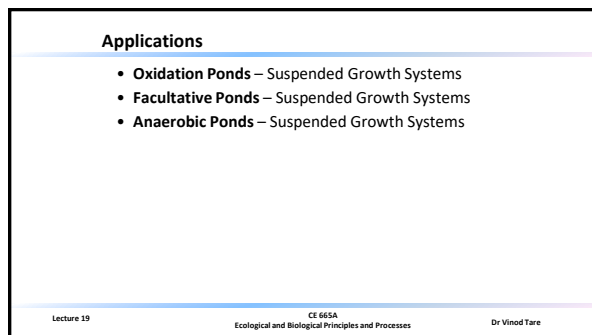 Applications
• Oxidation Ponds – Suspended Growth Systems
• Facultative Ponds – Suspended Growth Systems
• Anaerobic Ponds – Suspended Growth Systems
Lecture 19
CE 665A
Ecological and Biological Principles and Processes
Dr Vinod Tare